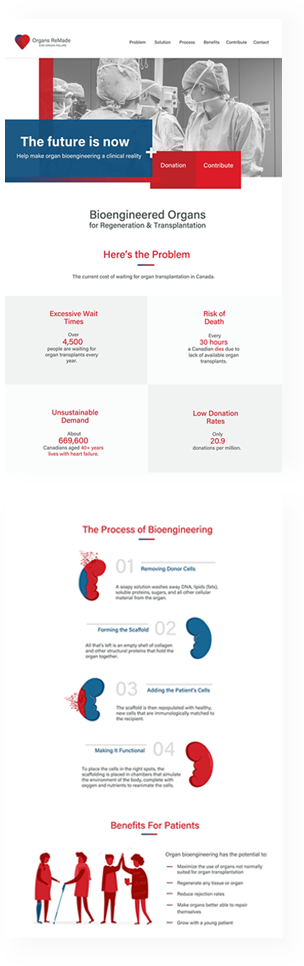 Organs ReMade
FOR ORGAN FAILURE
Problem Solution Process Benefits Contribute Contact
The future is now
Help make organ bioengineering a clinical reality
+
Donation Contribute
Bioengineered Organs
for Regeneration & Transplantation
Here's the Problem
The current cost of waiting for organ transplantation in Canada.
Excessive Wait
Times
Over
4,500
people are waiting for
organ transplants every
year.
Risk of
Death
Every
30 hours
a Canadian dies due to
lack of available organ
transplants.
Unsustainable
Demand
About
669,600
Canadians aged 40+ years
lives with heart failure.
Low Donation
Rates
Only
20.9
donations per million.
The Process of Bioengineering
01 Removing Donor Cells
A soapy solution washes away DNA, lipids (fats),
soluble proteins, sugars, and all other cellular
material from the organ.
Forming the Scaffold 02
All that's left is an empty shell of collagen
and other structural proteins that hold the
organ together.
03 Adding the Patient's Cells
The scaffold is then repopulated with healthy,
new cells that are immunologically matched to
the recipient.
Making It Functional 04
To place the cells in the right spots, the
scaffolding is placed in chambers that simulate
the environment of the body, complete with
oxygen and nutrients to reanimate the cells.
Benefits For Patients
Organ bioengineering has the potential to:
Maximize the use of organs not normally
suited for organ transplantation
Regenerate any tissue or organ
Reduce rejection rates
Make organs better able to repair
themselves
Grow with a young patient